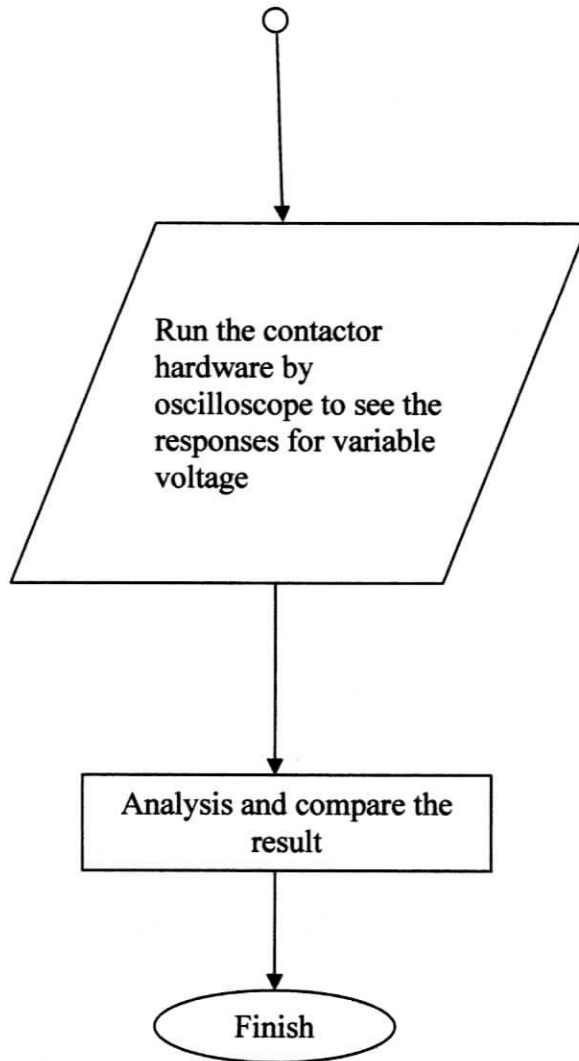 Run the contactor
hardware by
oscilloscope to see the
responses for variable
voltage
Analysis and compare the
result
Finish